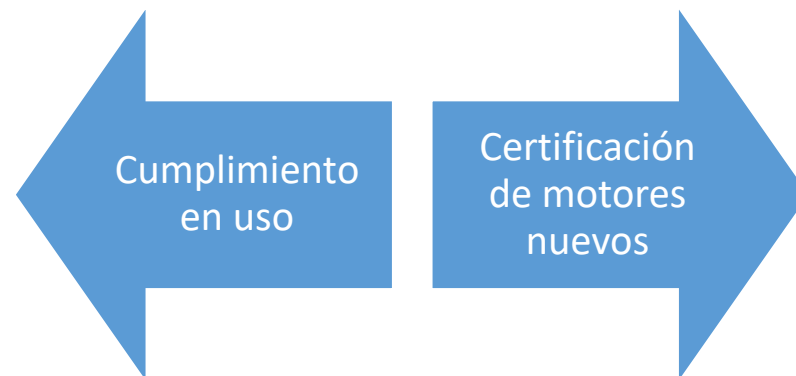 Cumplimiento
en uso
Certificación
de motores
nuevos